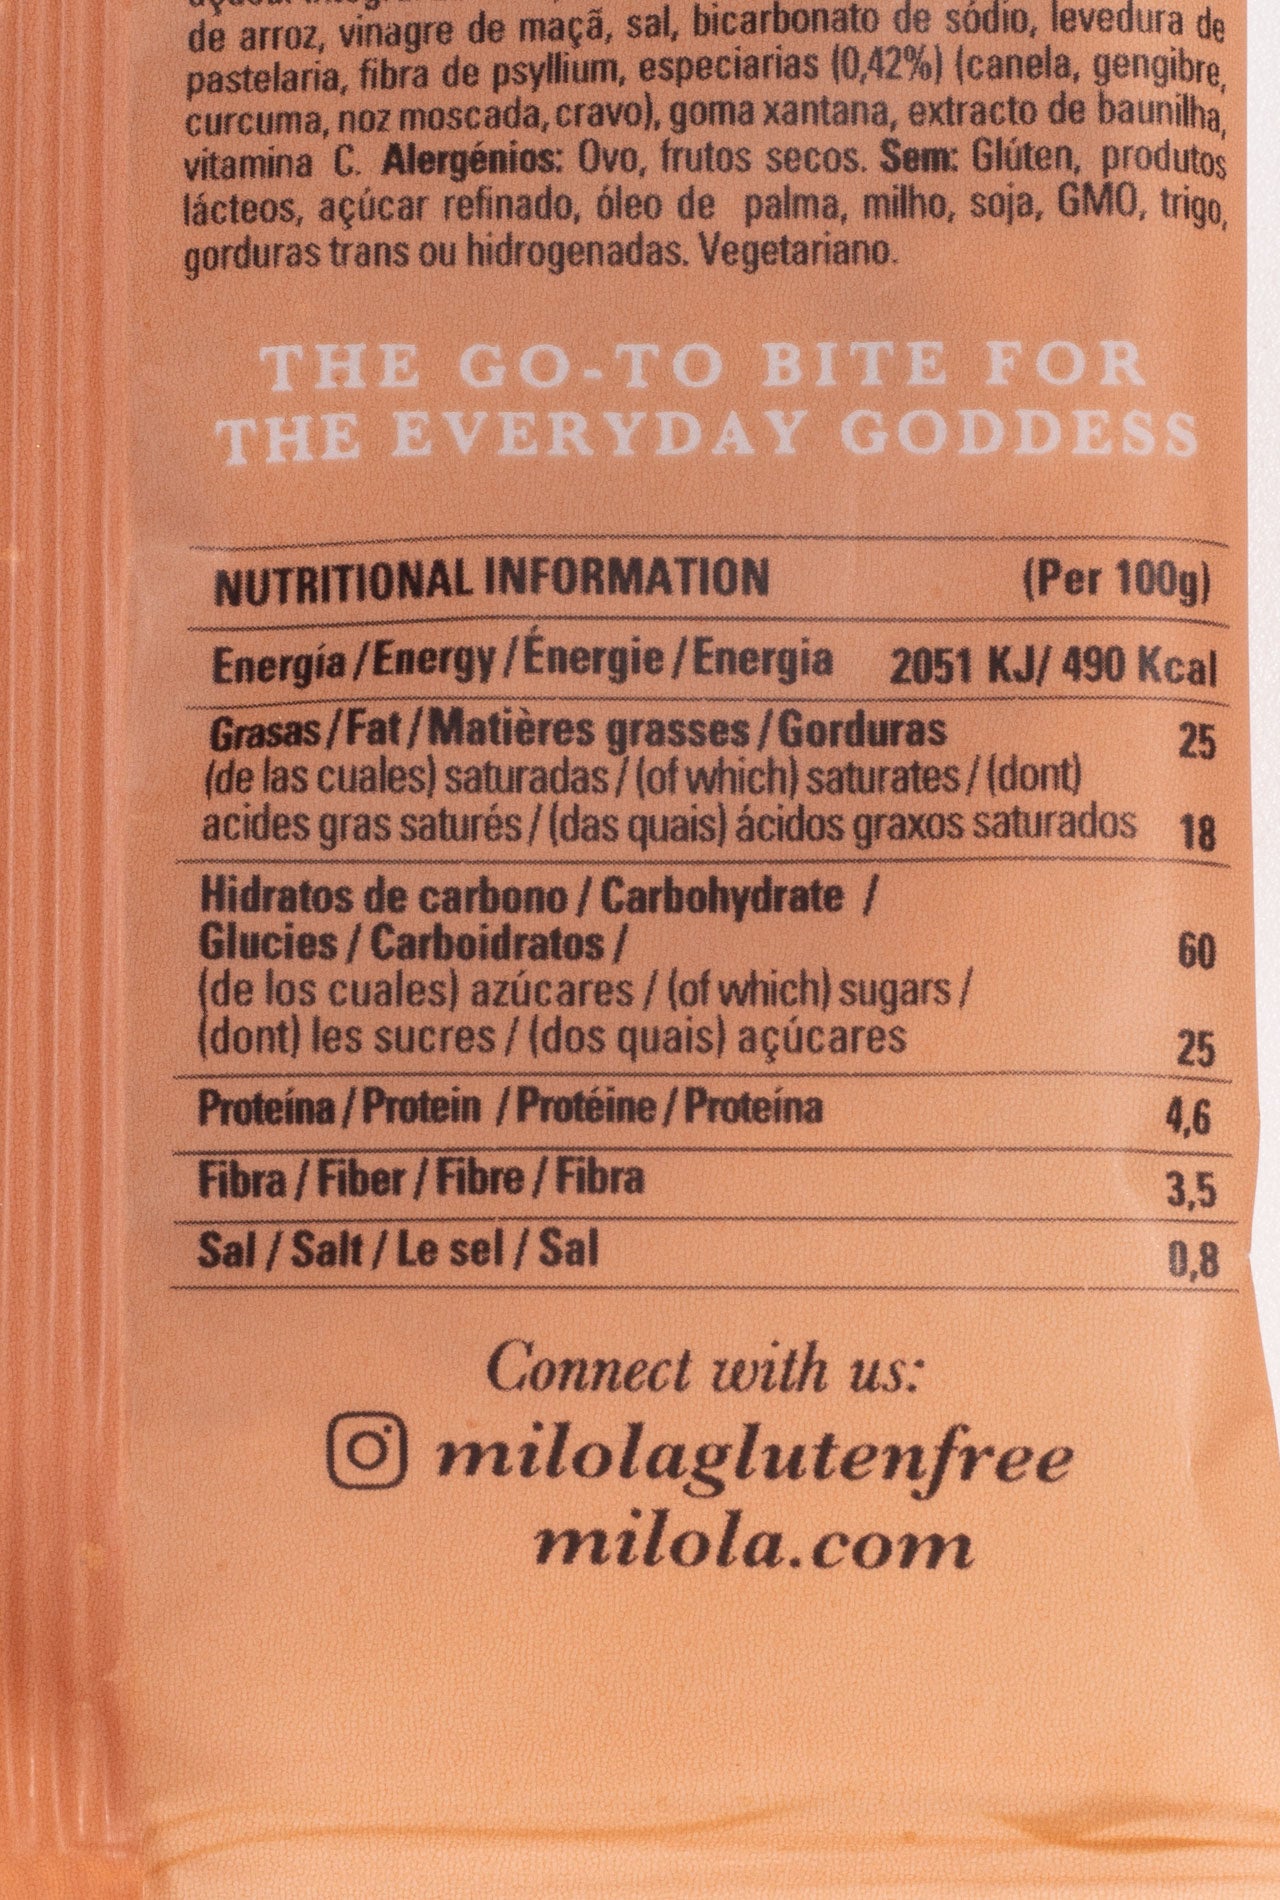 de arroz, vinagre de maçã, sal, bicarbonato de sódio, levedura de
pastelaria, fibra de psyllium, especiarias (0,42%) (canela, gengibre,
curcuma, noz moscada, cravo), goma xantana, extracto de baunilha,
vitamina C. Alergénios: Ovo, frutos secos. Sem: Glúten, produtos
lácteos, açúcar refinado, óleo de palma, milho, soja, GMO, trigo,
gorduras trans ou hidrogenadas. Vegetariano.
THE GO-TO BITE FOR
THE EVERYDAY GODDESS
NUTRITIONAL INFORMATION (Per 100g)
Energía / Energy / Énergie / Energia 2051 KJ/ 490 Kcal
Grasas / Fat / Matières grasses / Gorduras 25
(de las cuales) saturadas / (of which) saturates / (dont)
acides gras saturés / (das quais) ácidos graxos saturados 18
Hidratos de carbono / Carbohydrate /
Glucies / Carboidratos / 60
(de los cuales) azúcares / (of which) sugars /
(dont) les sucres / (dos quais) açúcares 25
Proteína / Protein / Protéine / Proteína 4,6
Fibra / Fiber / Fibre / Fibra 3,5
Sal / Salt / Le sel / Sal 0,8
Connect with us:
milolaglutenfree
milola.com